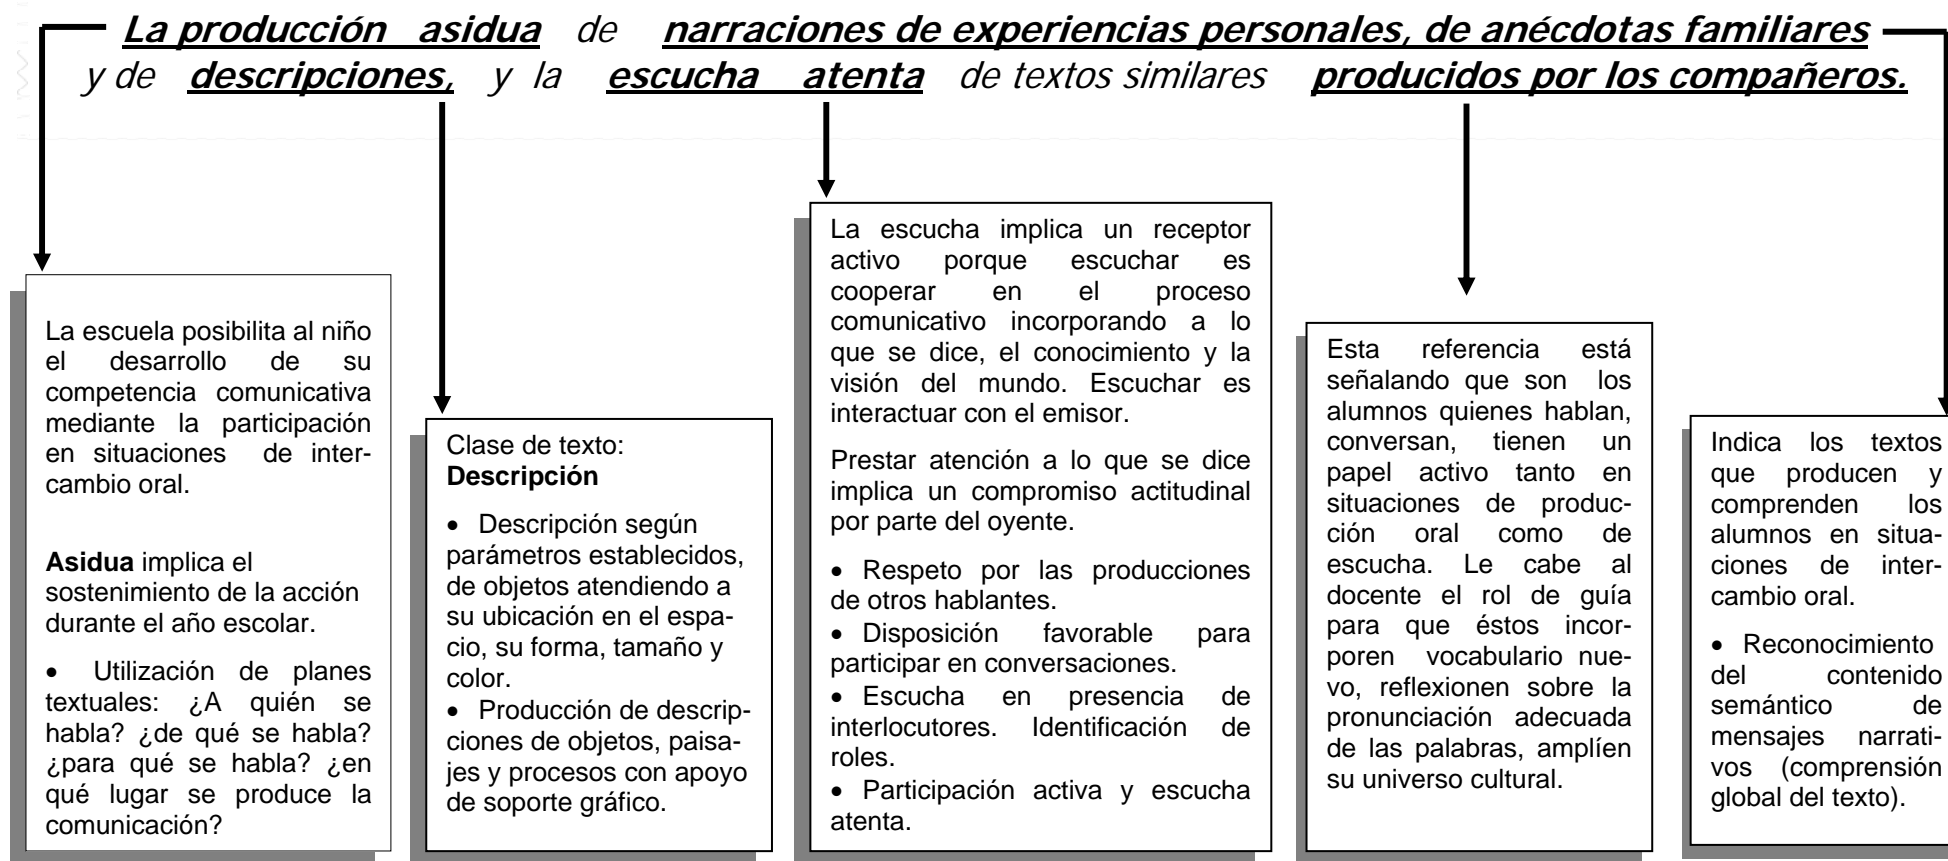 La producción asidua de narraciones de experiencias personales, de anécdotas familiares
y de descripciones, y la escucha atenta de textos similares producidos por los compañeros.
La escuela posibilita al niño
el desarrollo de su
competencia comunicativa
mediante la participación
en situaciones de inter-
cambio oral.
Asidua implica el
sostenimiento de la acción
durante el año escolar.
• Utilización de planes
textuales: ¿A quién se
habla? ¿de qué se habla?
¿para qué se habla? ¿en
qué lugar se produce la
comunicación?
Clase de texto:
Descripción
• Descripción según
parámetros establecidos,
de objetos atendiendo a
su ubicación en el espa-
cio, su forma, tamaño y
color.
• Producción de descrip-
ciones de objetos, paisa-
jes y procesos con apoyo
de soporte gráfico.
La escucha implica un receptor
activo porque escuchar es
cooperar en el proceso
comunicativo incorporando a lo
que se dice, el conocimiento y la
visión del mundo. Escuchar es
interactuar con el emisor.
Prestar atención a lo que se dice
implica un compromiso actitudinal
por parte del oyente.
• Respeto por las producciones
de otros hablantes.
• Disposición favorable para
participar en conversaciones.
• Escucha en presencia de
interlocutores. Identificación de
roles.
• Participación activa y escucha
atenta.
Esta referencia está
señalando que son los
alumnos quienes hablan,
conversan, tienen un
papel activo tanto en
situaciones de produc-
ción oral como de
escucha. Le cabe al
docente el rol de guía
para que éstos incor-
poren vocabulario nue-
vo, reflexionen sobre la
pronunciación adecuada
de las palabras, amplíen
su universo cultural.
Indica los textos
que producen y
comprenden los
alumnos en situa-
ciones de inter-
cambio oral.
• Reconocimiento
del contenido
semántico de
mensajes narrati-
vos (comprensión
global del texto).